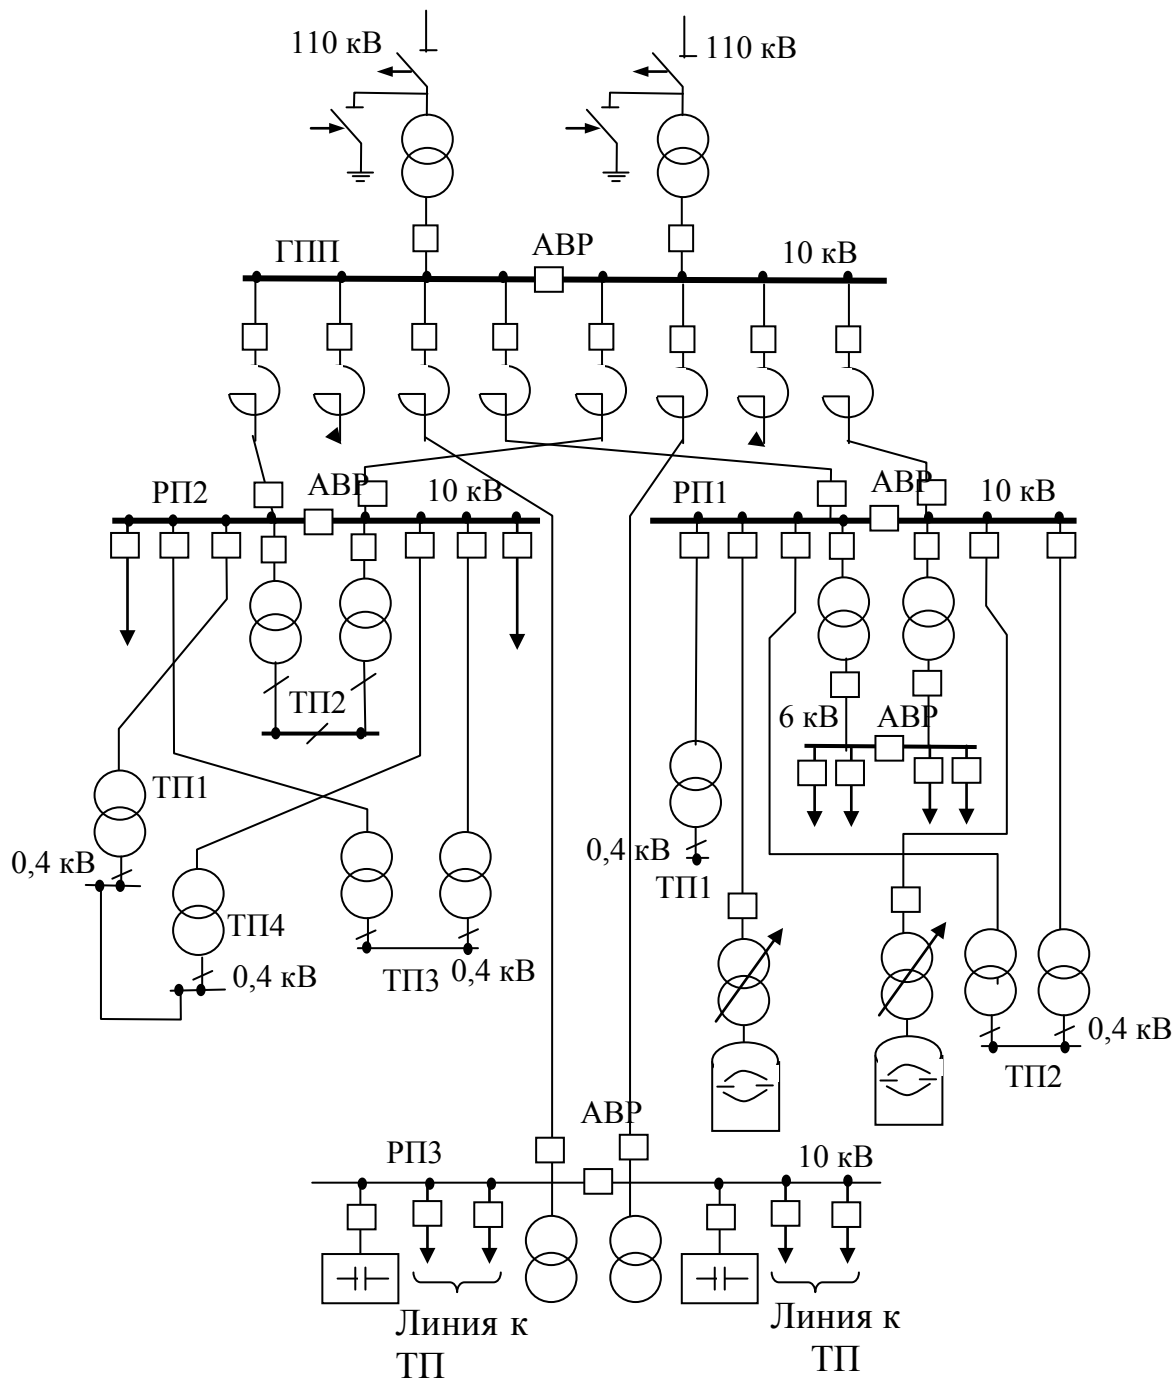 110 кВ
110 кВ
ГПП
АВР
10 кВ
РП2
АВР
10 кВ
РП1
АВР
10 кВ
ТП2
6 кВ
АВР
ТП1
0,4 кВ
0,4 кВ
ТП1
ТП4
0,4 кВ
ТП3
0,4 кВ
0,4 кВ
ТП2
АВР
РП3
10 кВ
Линия к
ТП
Линия к
ТП